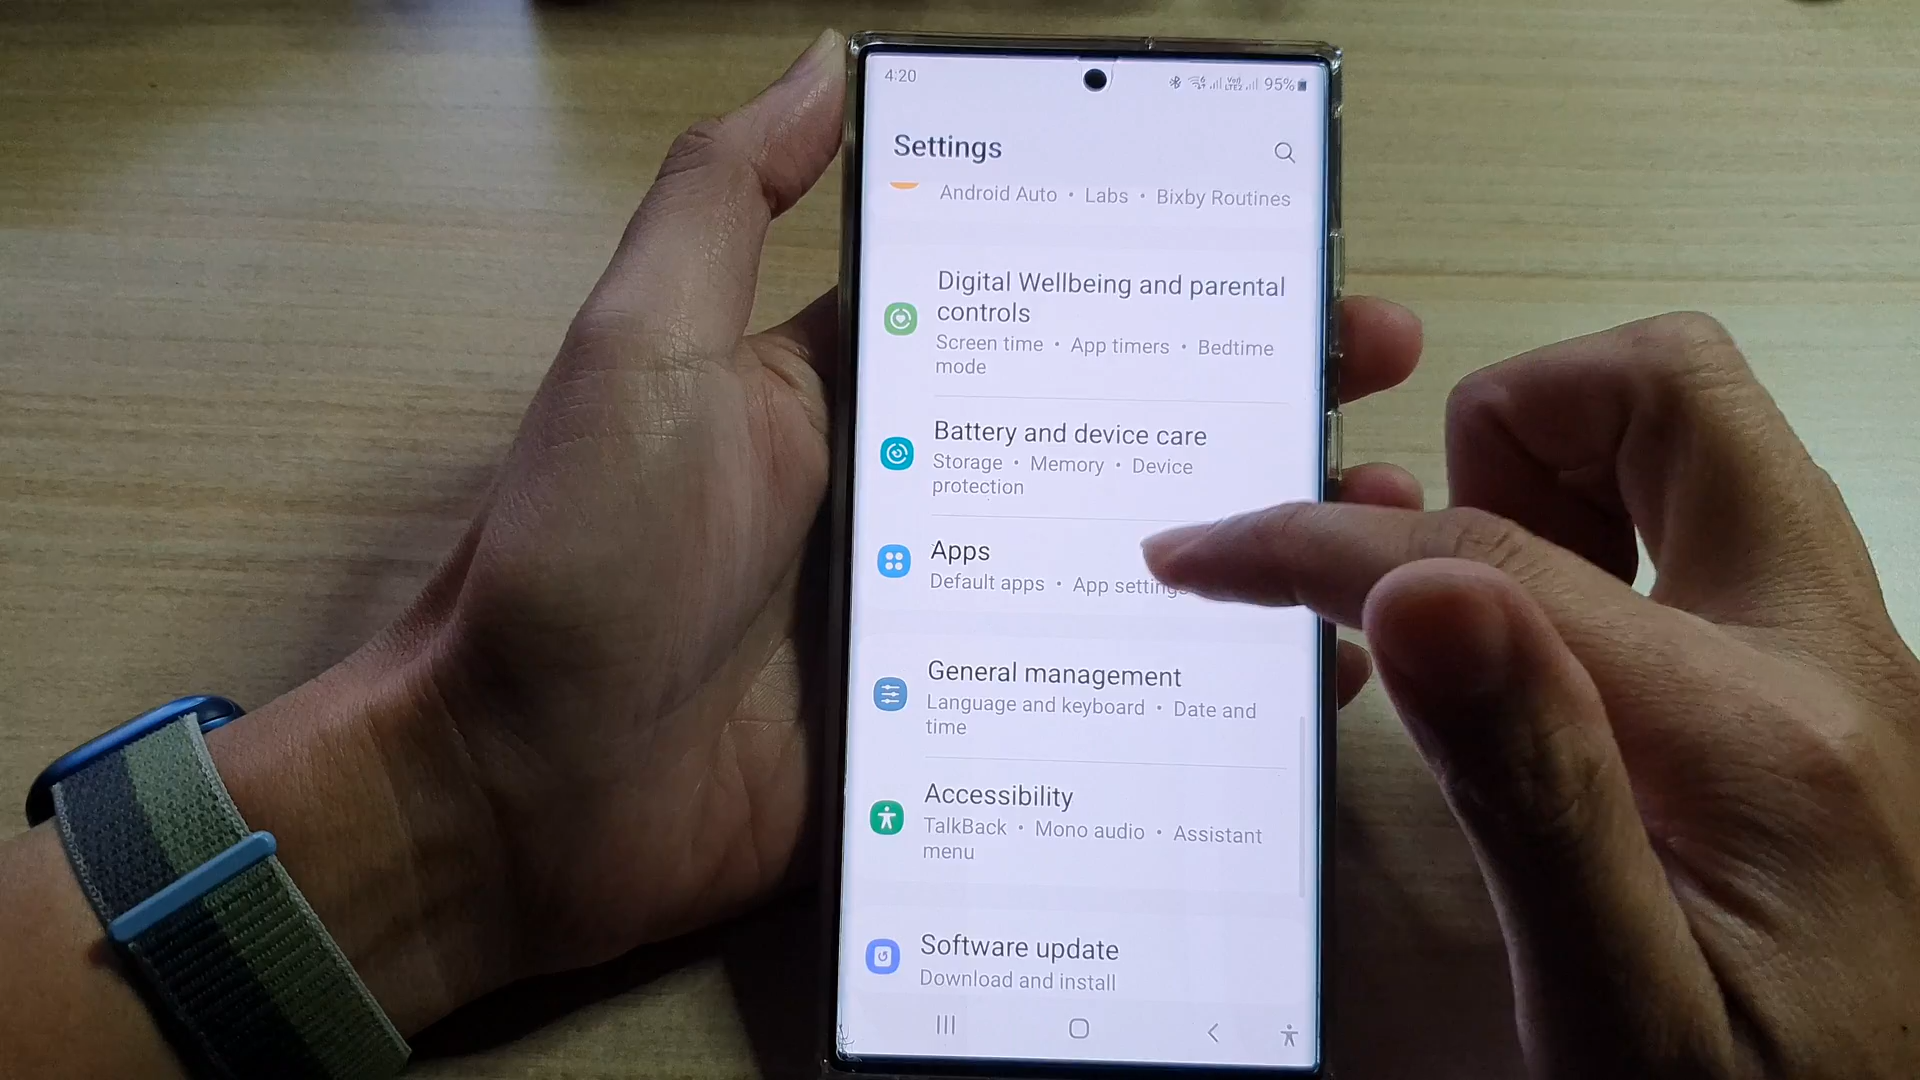 4:20
95%
Settings
Android Auto • Labs • Bixby Routines
Digital Wellbeing and parental
controls
Screen time • App timers • Bedtime
mode
Battery and device care
Storage • Memory • Device
protection
Apps
Default apps • App settings
General management
Language and keyboard • Date and
time
Accessibility
TalkBack • Mono audio • Assistant
menu
Software update
Download and install